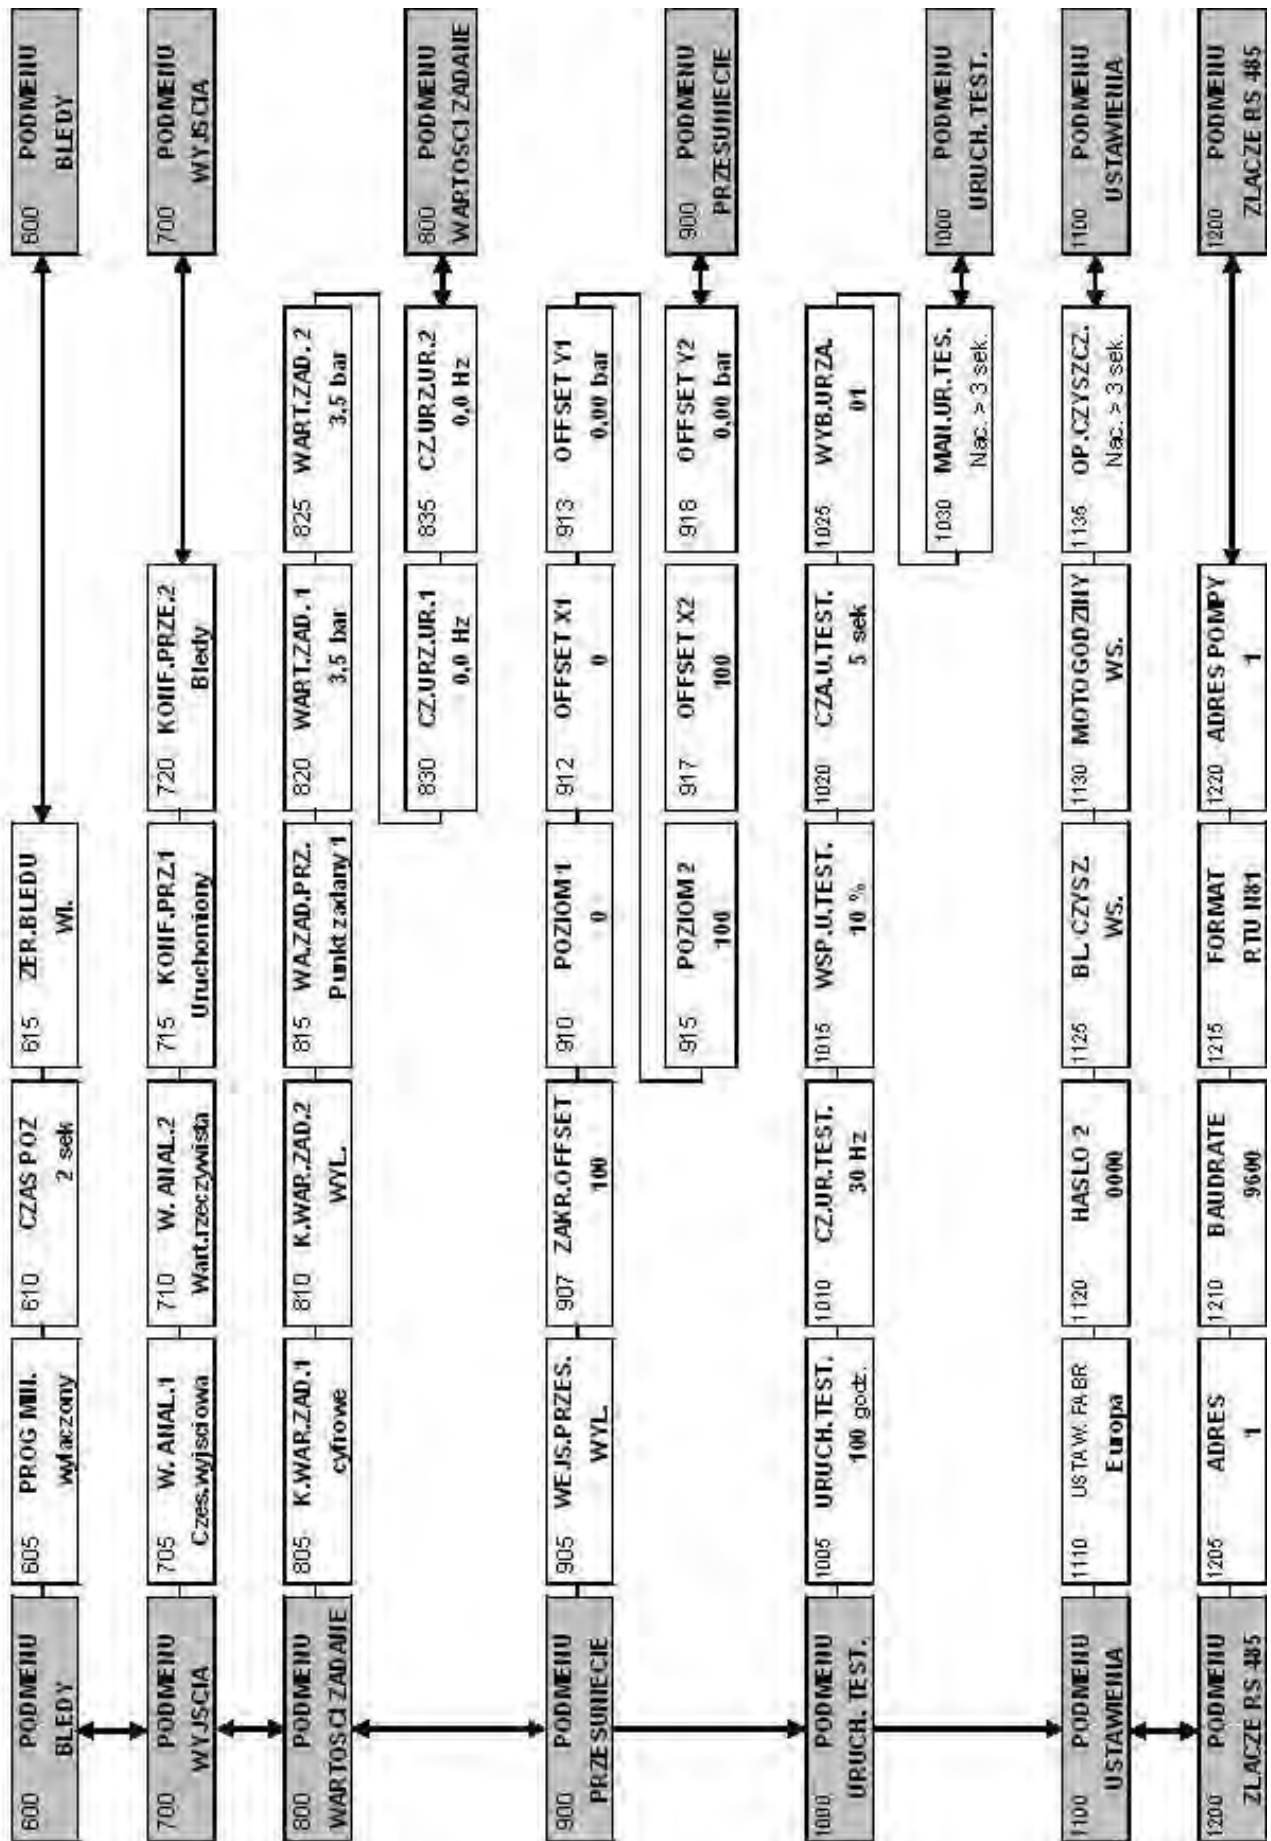 600 PODMENU
BLEDY
605 PROG MIN.
wylaczony
610 CZAS POZ
2 sek
615 ZER.BLEDU
Wl.
600 PODMENU
BLEDY
700 PODMENU
WYJSCIA
705 W. ANAL.1
Czes.wyjsciowa
710 W. ANAL.2
Wart.rzeczywista
715 KONF.PRZ.1
Uruchomiony
720 KONF.PRZE.2
Bledy
700 PODMENU
WYJSCIA
800 PODMENU
WARTOSCI ZADANE
805 K.WAR.ZAD.1
cyfrowe
810 K.WAR.ZAD.2
WYL.
815 WA.ZAD.PRZ.
Punkt zadany 1
820 WART.ZAD. 1
3,5 bar
825 WART.ZAD. 2
3,5 bar
830 CZ.URZ.UR.1
0,0 Hz
835 CZ.URZ.UR.2
0,0 Hz
800 PODMENU
WARTOSCI ZADANE
900 PODMENU
PRZESUNIECIE
905 WEJS.PRZES.
WYL.
907 ZAKR.OFFSET
100
910 POZIOM 1
0
912 OFFSET X1
0
913 OFFSET Y1
0,00 bar
915 POZIOM 2
100
917 OFFSET X2
100
918 OFFSET Y2
0,00 bar
900 PODMENU
PRZESUNIECIE
1000 PODMENU
URUCH. TEST.
1005 URUCH.TEST.
100 godz.
1010 CZ.UR.TEST.
30 Hz
1015 WSP.U.TEST.
10 %
1020 CZA.U.TEST.
5 sek
1025 WYB.URZA.
01
1030 MAN.UR.TES.
Nac. > 3 sek.
1000 PODMENU
URUCH. TEST.
1100 PODMENU
USTAWIENIA
1110 USTAW. FABR
Europa
1120 HASLO 2
0000
1125 BL. CZYSZ.
WS.
1130 MOTOGODZINY
WS.
1135 OP.CZYSZCZ.
Nac. > 3 sek.
1100 PODMENU
USTAWIENIA
1200 PODMENU
ZLACZE RS 485
1205 ADRES
1
1210 BAUDRATE
9600
1215 FORMAT
RTU N81
1220 ADRES POMPY
1
1200 PODMENU
ZLACZE RS 485